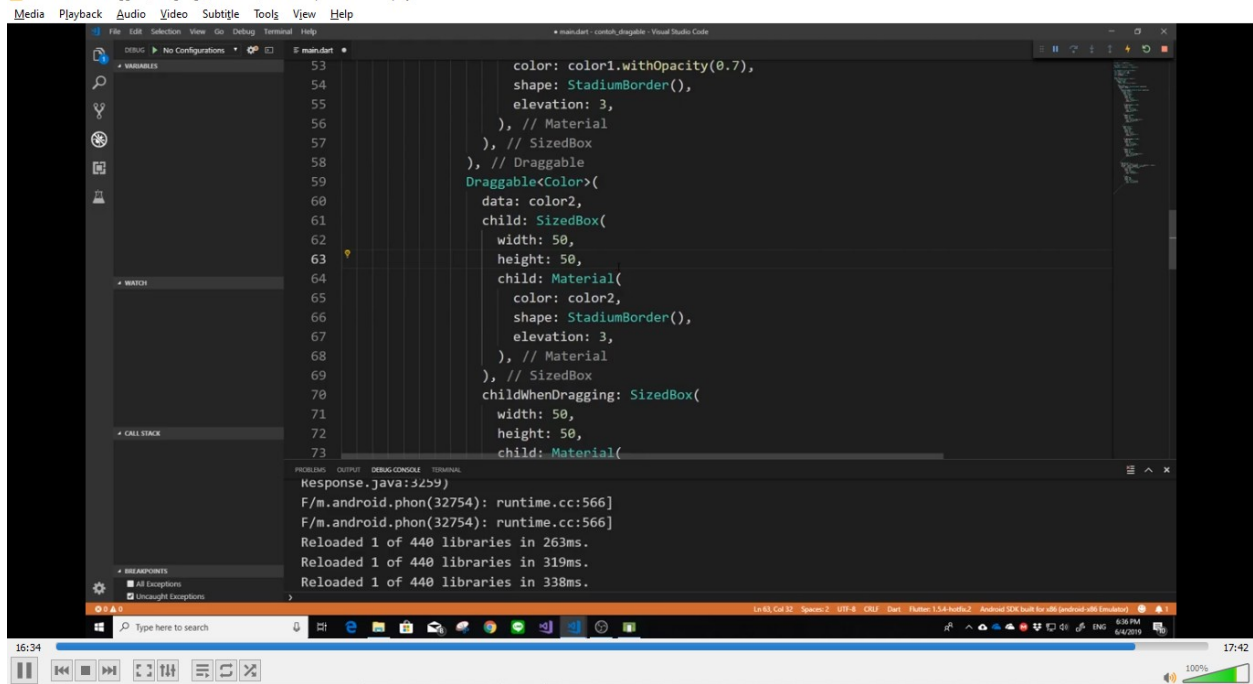 Media Playback Audio Video Subtitle Tools View Help
File Edit Selection View Go Debug Terminal Help
● main.dart - contoh_dragable - Visual Studio Code
DEBUG No Configurations
main.dart ●
VARIABLES
53 color: color1.withOpacity(0.7),
54 shape: StadiumBorder(),
55 elevation: 3,
56 ), // Material
57 ), // SizedBox
58 ), // Draggable
59 Draggable<Color>(
60 data: color2,
61 child: SizedBox(
62 width: 50,
63 height: 50,
64 child: Material(
65 color: color2,
66 shape: StadiumBorder(),
67 elevation: 3,
68 ), // Material
69 ), // SizedBox
70 childWhenDragging: SizedBox(
71 width: 50,
72 height: 50,
73 child: Material(
WATCH
CALL STACK
BREAKPOINTS
All Exceptions
Uncaught Exceptions
PROBLEMS OUTPUT DEBUG CONSOLE TERMINAL
Response.java:3259)
F/m.android.phon(32754): runtime.cc:566]
F/m.android.phon(32754): runtime.cc:566]
Reloaded 1 of 440 libraries in 263ms.
Reloaded 1 of 440 libraries in 319ms.
Reloaded 1 of 440 libraries in 338ms.
>
0 0 Ln 63, Col 32 Spaces: 2 UTF-8 CRLF Dart Flutter: 1.5.4-hotfix.2 Android SDK built for x86 (android-x86 Emulator) 1
Type here to search
ENG 6:36 PM
6/4/2019
16:34 17:42
100%